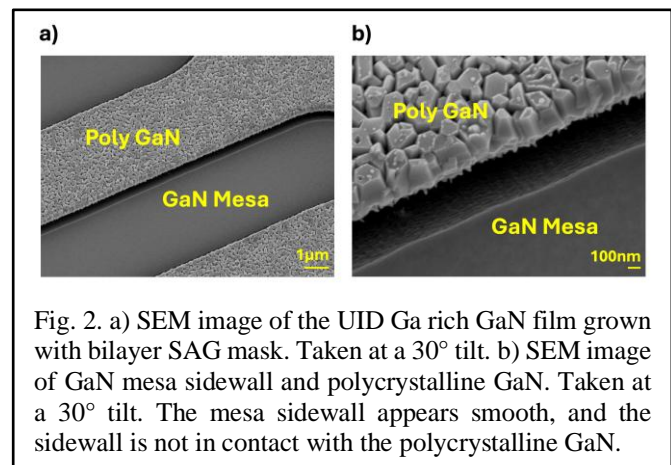 a)
b)
Poly GaN
Poly GaN
GaN Mesa
GaN Mesa
1μm
100nm
Fig. 2. a) SEM image of the UID Ga rich GaN film grown
with bilayer SAG mask. Taken at a 30° tilt. b) SEM image
of GaN mesa sidewall and polycrystalline GaN. Taken at
a 30° tilt. The mesa sidewall appears smooth, and the
sidewall is not in contact with the polycrystalline GaN.